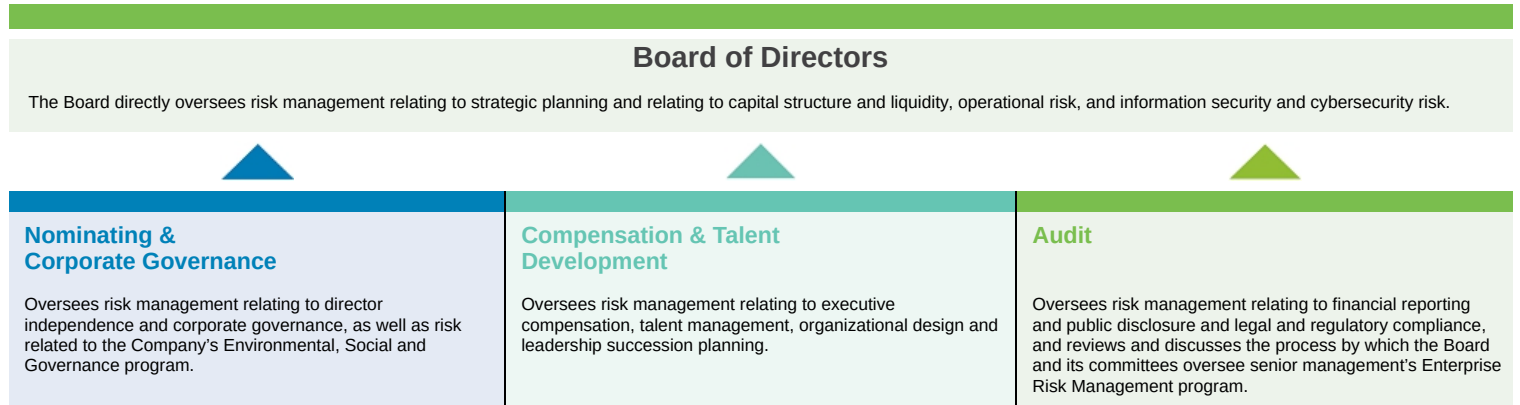 Board of Directors
The Board directly oversees risk management relating to strategic planning and relating to capital structure and liquidity, operational risk, and information security and cybersecurity risk.
Nominating &
Corporate Governance
Oversees risk management relating to director
independence and corporate governance, as well as risk
related to the Company’s Environmental, Social and
Governance program.
Compensation & Talent
Development
Oversees risk management relating to executive
compensation, talent management, organizational design and
leadership succession planning.
Audit
Oversees risk management relating to financial reporting
and public disclosure and legal and regulatory compliance,
and reviews and discusses the process by which the Board
and its committees oversee senior management’s Enterprise
Risk Management program.